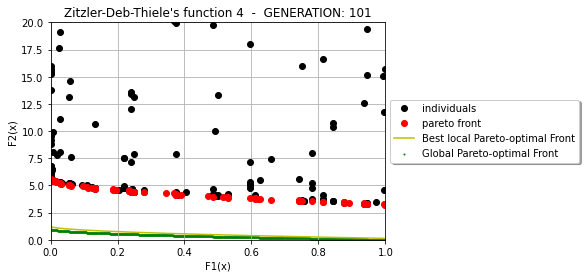 Zitzler-Deb-Thiele's function 4 - GENERATION: 101
F2(x)
20.0
17.5
15.0
12.5
10.0
7.5
5.0
2.5
0.0
0.0 0.2 0.4 0.6 0.8 1.0
F1(x)
individuals
pareto front
Best local Pareto-optimal Front
Global Pareto-optimal Front